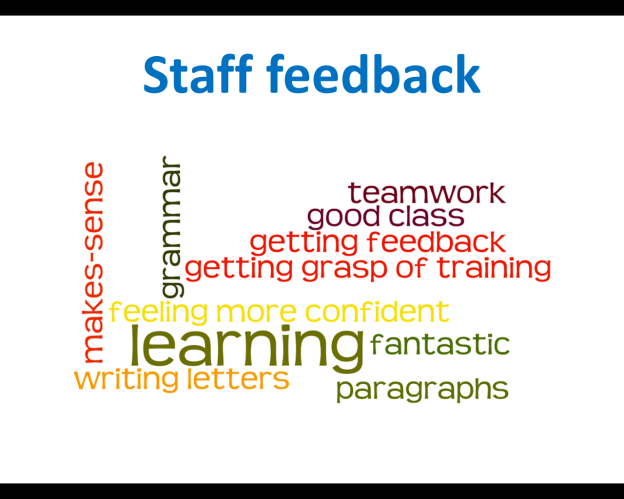 Staff feedback
makes-sense
grammar
teamwork
good class
getting feedback
getting grasp of training
feeling more confident
learning
fantastic
writing letters
paragraphs